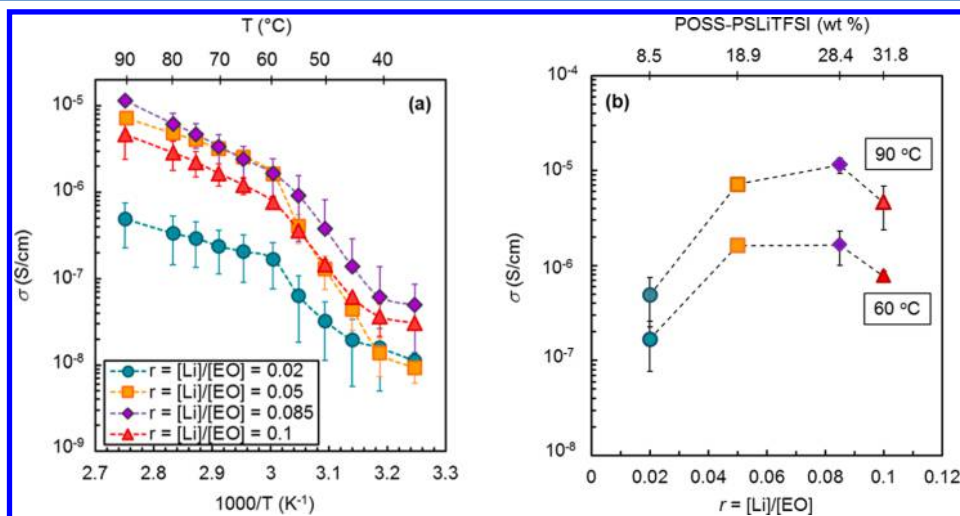 T (°C)
90 80 70 60 50 40
(a)
10⁻⁵
10⁻⁶
10⁻⁷
10⁻⁸
10⁻⁹
σ (S/cm)
r = [Li]/[EO] = 0.02
r = [Li]/[EO] = 0.05
r = [Li]/[EO] = 0.085
r = [Li]/[EO] = 0.1
2.7 2.8 2.9 3 3.1 3.2 3.3
1000/T (K⁻¹)
POSS-PSLiTFSI (wt %)
8.5 18.9 28.4 31.8
(b)
10⁻⁴
10⁻⁵
10⁻⁶
10⁻⁷
10⁻⁸
σ (S/cm)
90 °C
60 °C
0 0.02 0.04 0.06 0.08 0.10 0.12
r = [Li]/[EO]